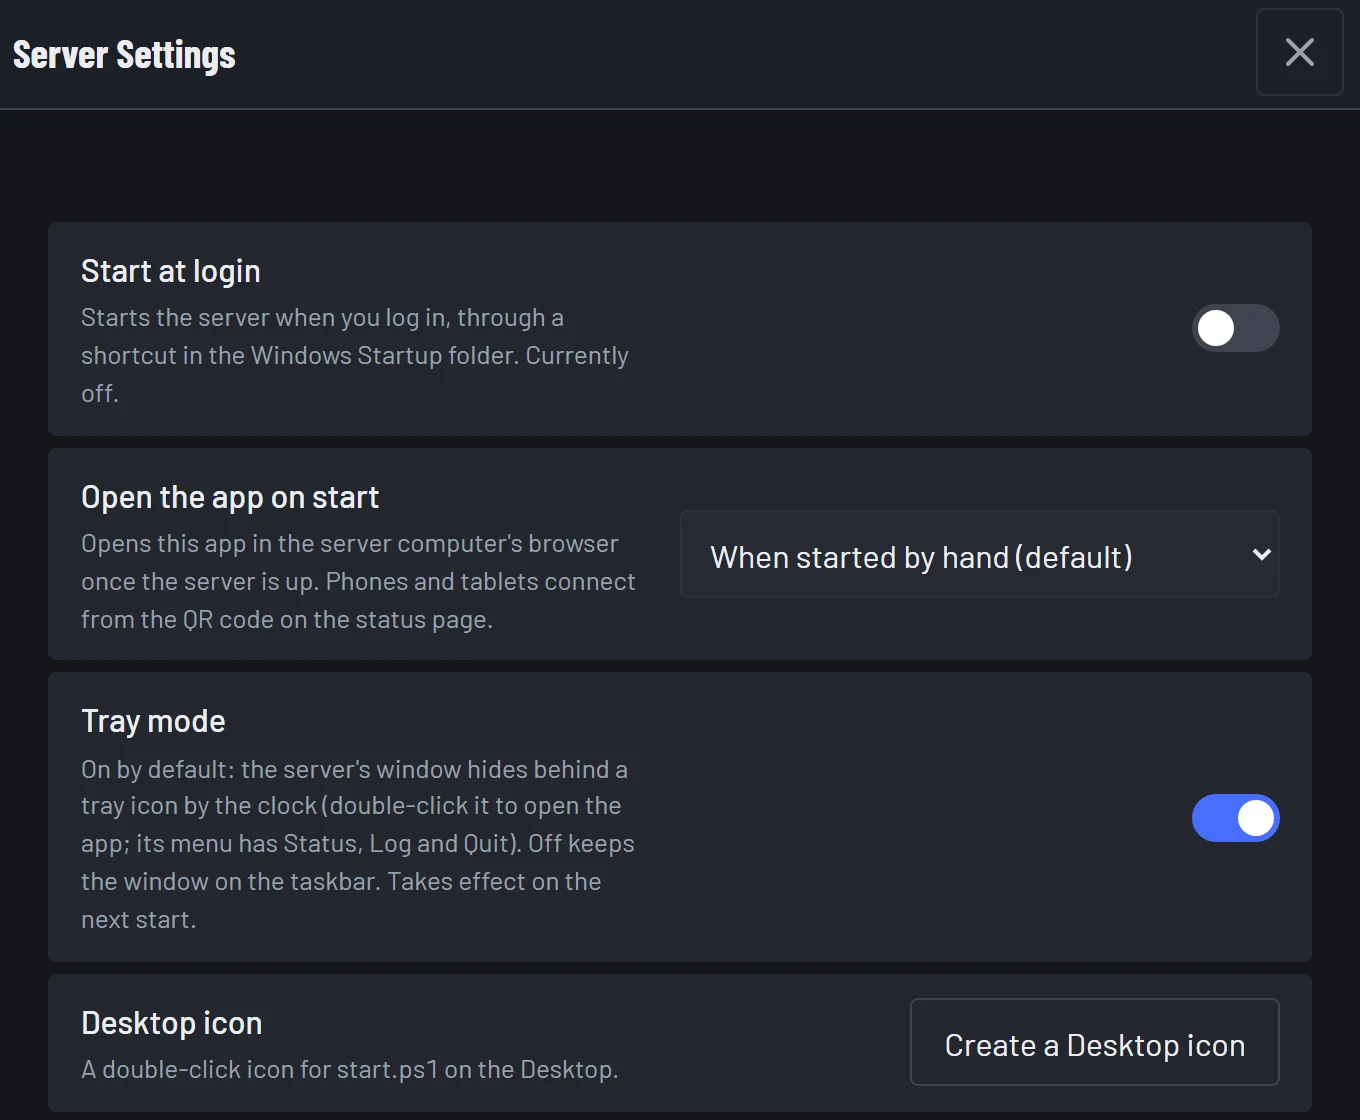 Server Settings
Start at login
Starts the server when you log in, through a
shortcut in the Windows Startup folder. Currently
off.
Open the app on start
Opens this app in the server computer's browser
once the server is up. Phones and tablets connect
from the QR code on the status page.
When started by hand (default)
Tray mode
On by default: the server's window hides behind a
tray icon by the clock (double-click it to open the
app; its menu has Status, Log and Quit). Off keeps
the window on the taskbar. Takes effect on the
next start.
Desktop icon
A double-click icon for start.ps1 on the Desktop.
Create a Desktop icon